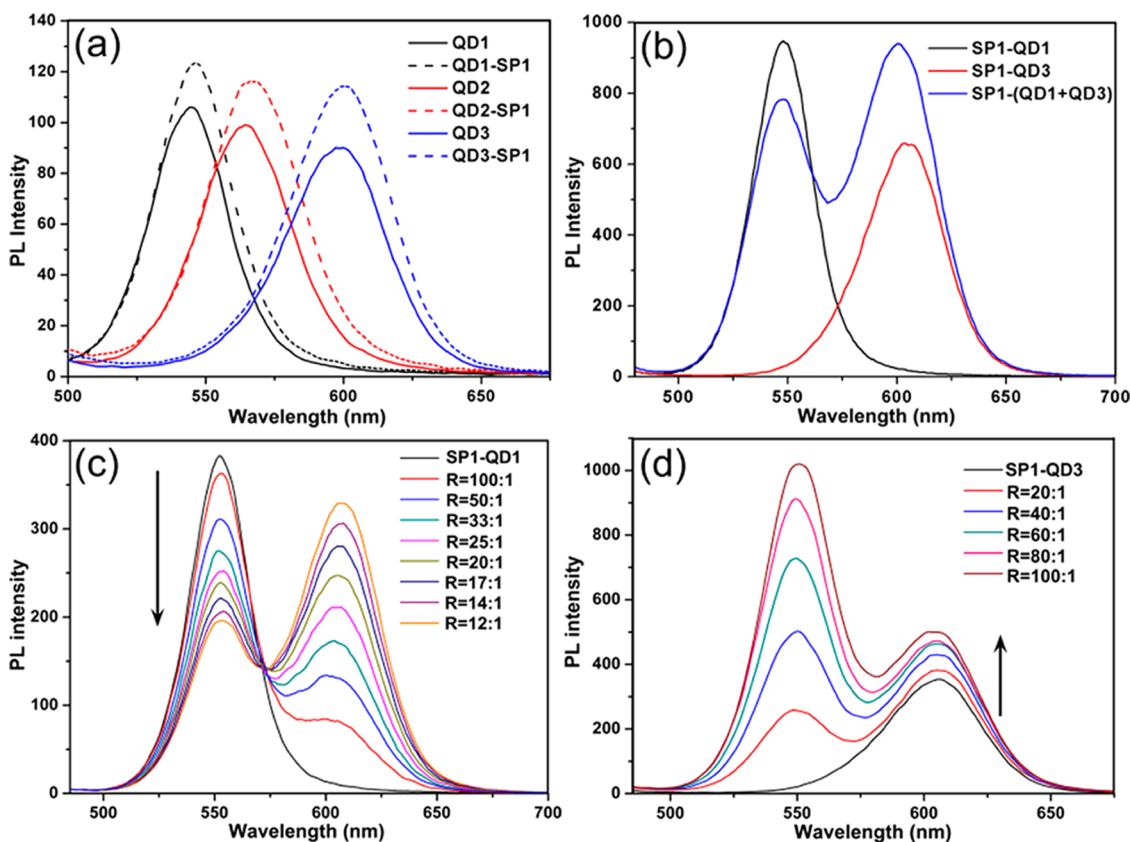 (a)
140
120
100
80
60
40
20
0
PL Intensity
500
550
600
650
Wavelength (nm)
QD1
QD1-SP1
QD2
QD2-SP1
QD3
QD3-SP1
(b)
1000
800
600
400
200
0
PL Intensity
500
550
600
650
700
Wavelength (nm)
SP1-QD1
SP1-QD3
SP1-(QD1+QD3)
(c)
400
300
200
100
0
PL intensity
500
550
600
650
700
Wavelength (nm)
SP1-QD1
R=100:1
R=50:1
R=33:1
R=25:1
R=20:1
R=17:1
R=14:1
R=12:1
(d)
1000
800
600
400
200
0
PL intensity
500
550
600
650
Wavelength (nm)
SP1-QD3
R=20:1
R=40:1
R=60:1
R=80:1
R=100:1